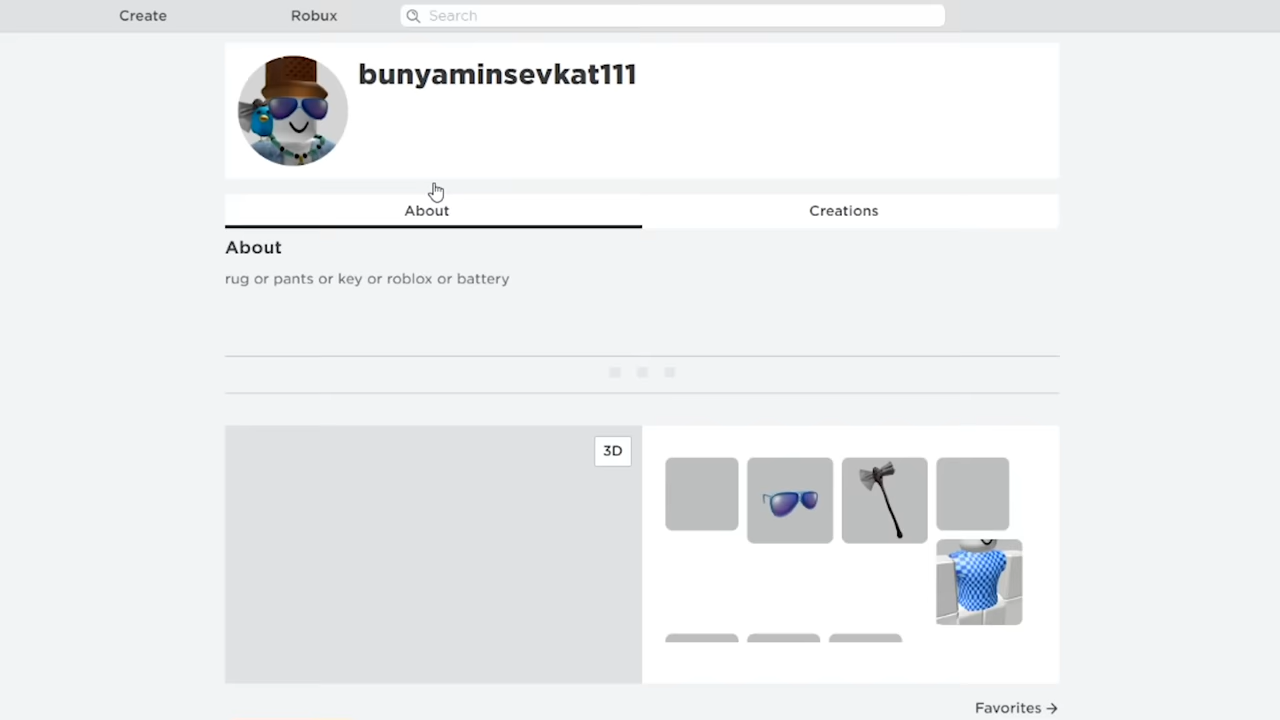 Create Robux Search
bunyaminsevkat111
About Creations
About
rug or pants or key or roblox or battery
3D
Favorites →